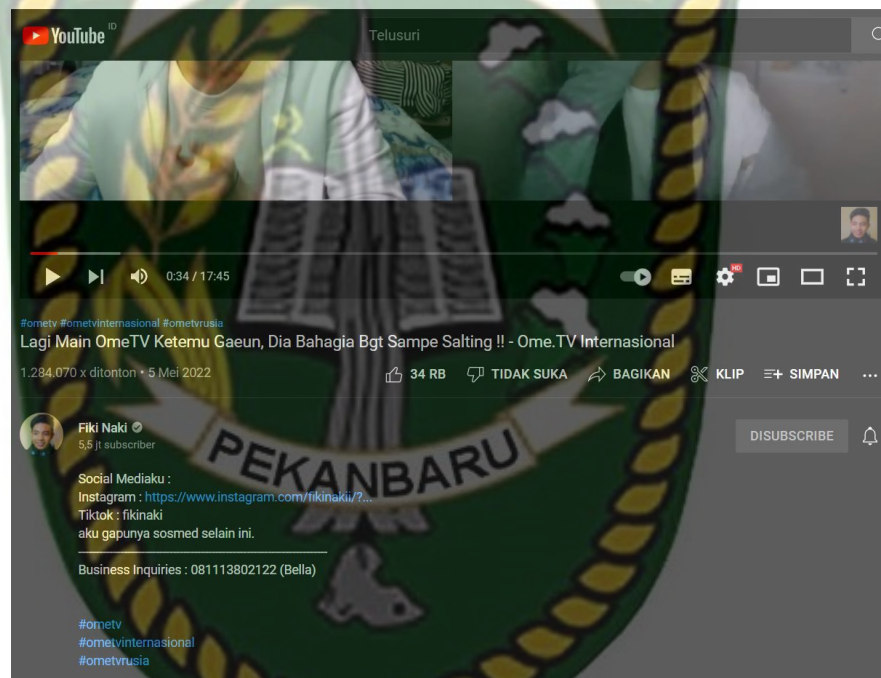 YouTube ID
Telusuri
0:34 / 17:45
HD
#ometv #ometvinternasional #ometvrusia
Lagi Main OmeTV Ketemu Gaeun, Dia Bahagia Bgt Sampe Salting !! - Ome.TV Internasional
1.284.070 x ditonton • 5 Mei 2022
34 RB TIDAK SUKA BAGIKAN KLIP SIMPAN ...
Fiki Naki
5,5 jt subscriber
DISUBSCRIBE
PEKANBARU
Social Mediaku :
Instagram : https://www.instagram.com/fikinakii/?...
Tiktok : fikinaki
aku gapunya sosmed selain ini.
Business Inquiries : 081113802122 (Bella)
#ometv
#ometvinternasional
#ometvrusia